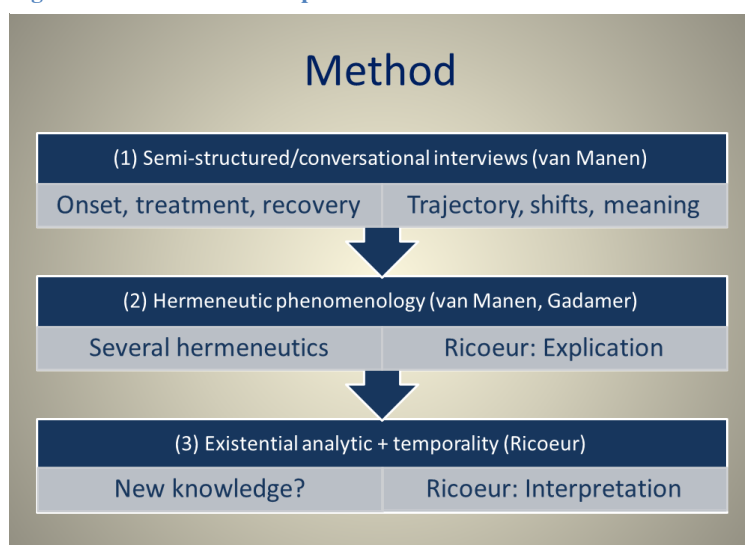 Method
(1) Semi-structured/conversational interviews (van Manen)
Onset, treatment, recovery
Trajectory, shifts, meaning
(2) Hermeneutic phenomenology (van Manen, Gadamer)
Several hermeneutics
Ricoeur: Explication
(3) Existential analytic + temporality (Ricoeur)
New knowledge?
Ricoeur: Interpretation